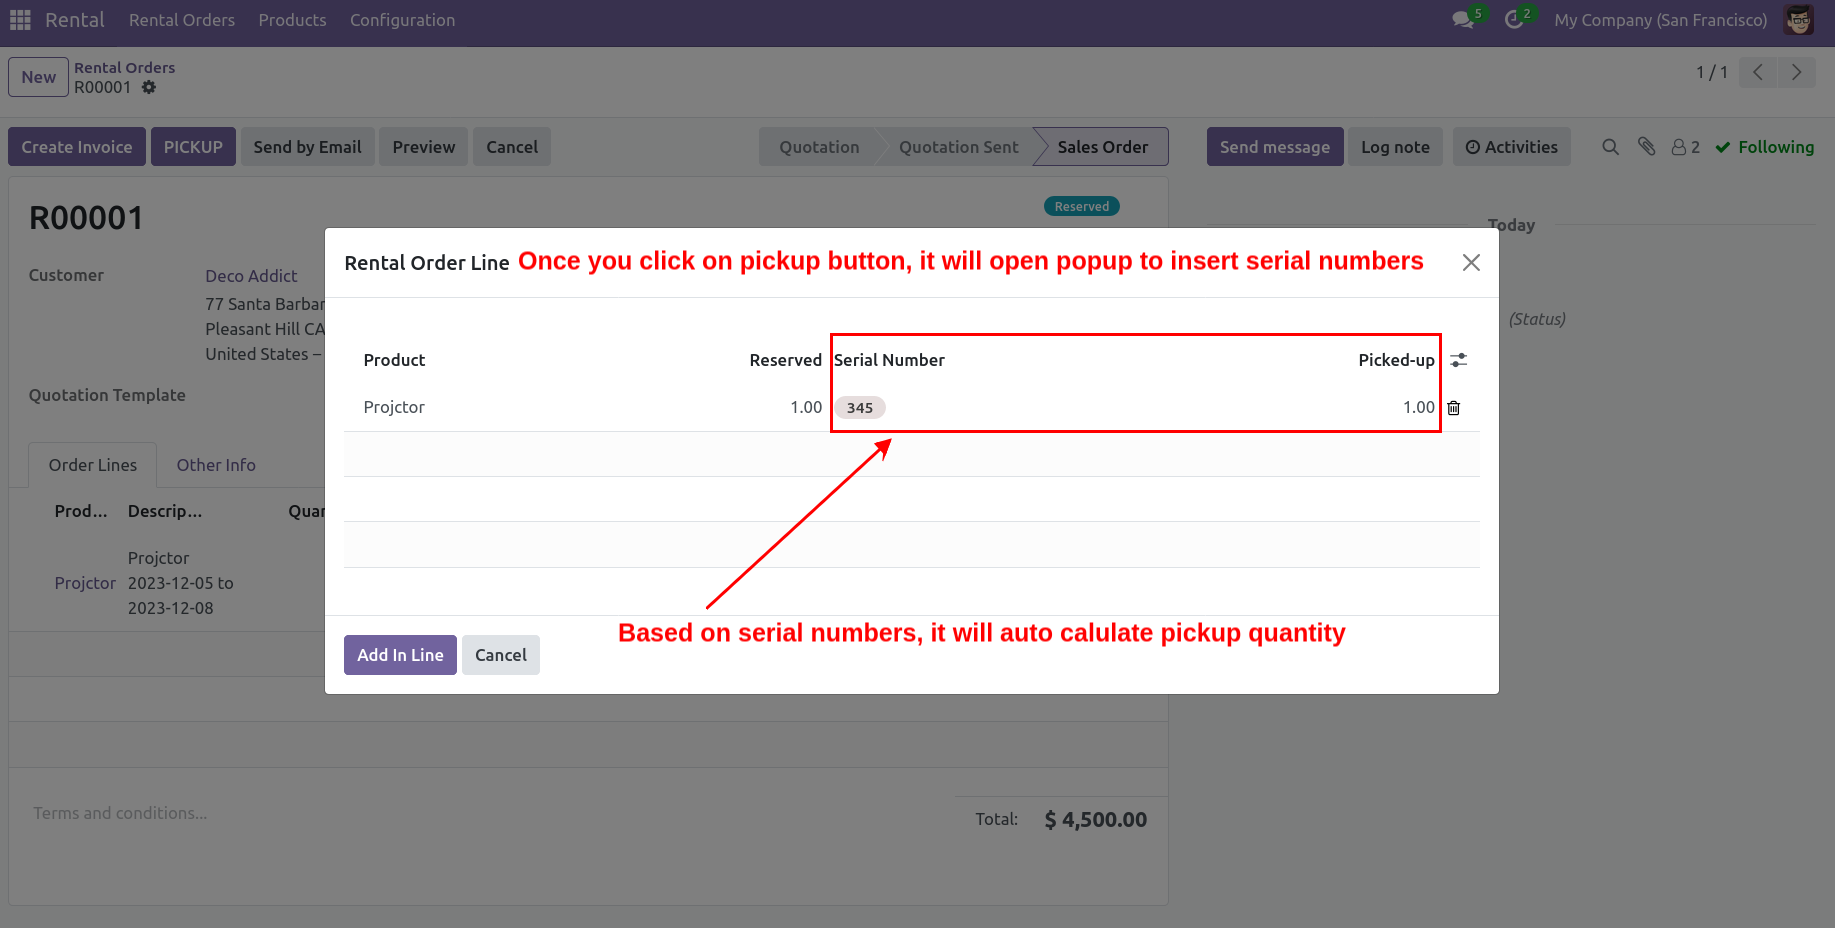 Rental Rental Orders Products Configuration 5 2 My Company (San Francisco)
New Rental Orders
R00001
1 / 1
Create Invoice PICKUP Send by Email Preview Cancel Quotation Quotation Sent Sales Order Send message Log note Activities 2 Following
R00001
Reserved
Today
Customer Deco Addict
77 Santa Barbar
Pleasant Hill CA
United States –
(Status)
Quotation Template
Order Lines Other Info
Prod... Descrip... Quan
Projctor
Projctor 2023-12-05 to
2023-12-08
Terms and conditions...
Total: $ 4,500.00
Rental Order Line Once you click on pickup button, it will open popup to insert serial numbers
Product Reserved Serial Number Picked-up
Projctor 1.00 345 1.00
Based on serial numbers, it will auto calulate pickup quantity
Add In Line Cancel